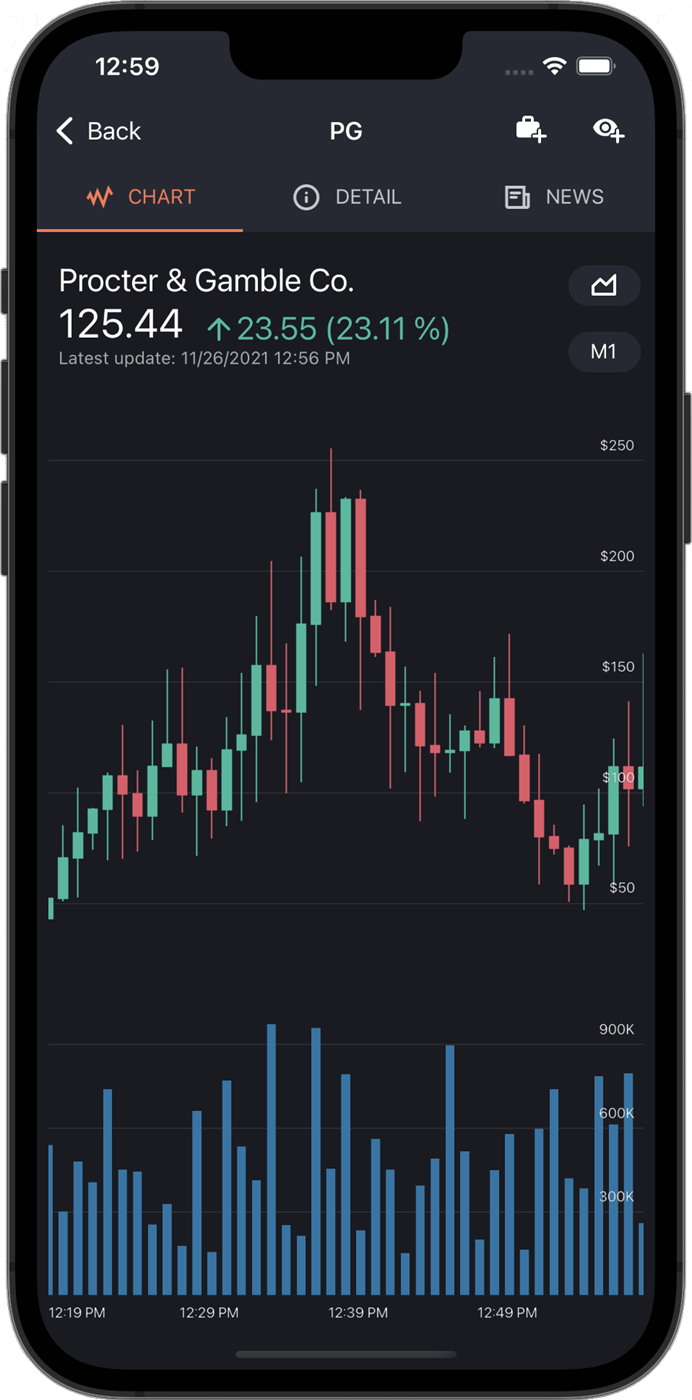 12:59
Back PG
CHART DETAIL NEWS
Procter & Gamble Co.
125.44 ↑23.55 (23.11 %)
Latest update: 11/26/2021 12:56 PM
M1
$250
$200
$150
$100
$50
900K
600K
300K
12:19 PM 12:29 PM 12:39 PM 12:49 PM